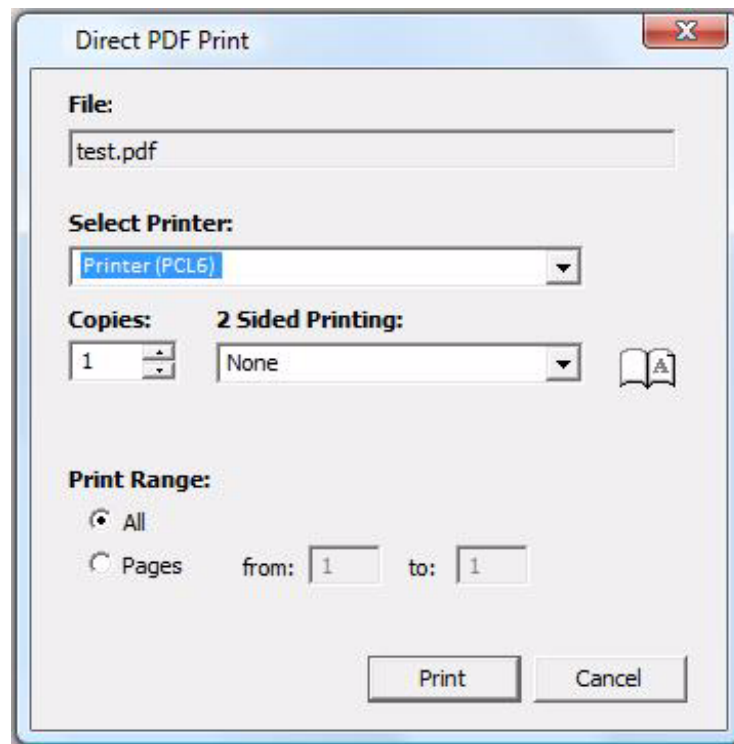 Direct PDF Print
File:
test.pdf
Select Printer:
Printer (PCL6)
Copies: 2 Sided Printing:
1 None
A
Print Range:
All
Pages from: 1 to: 1
Print Cancel